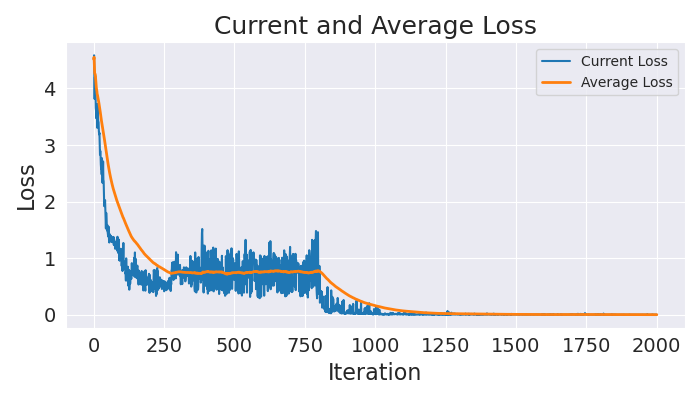 Current and Average Loss
Current Loss
Average Loss
Loss
4
3
2
1
0
0 250 500 750 1000 1250 1500 1750 2000
Iteration